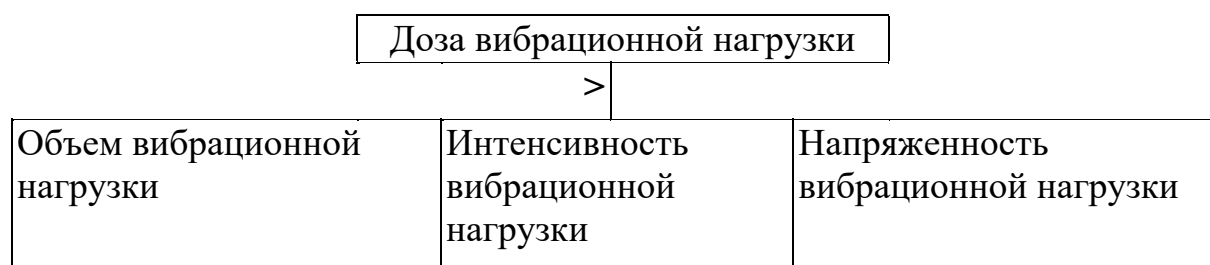 Доза вибрационной нагрузки
>
Объем вибрационной
нагрузки
Интенсивность
вибрационной
нагрузки
Напряженность
вибрационной нагрузки